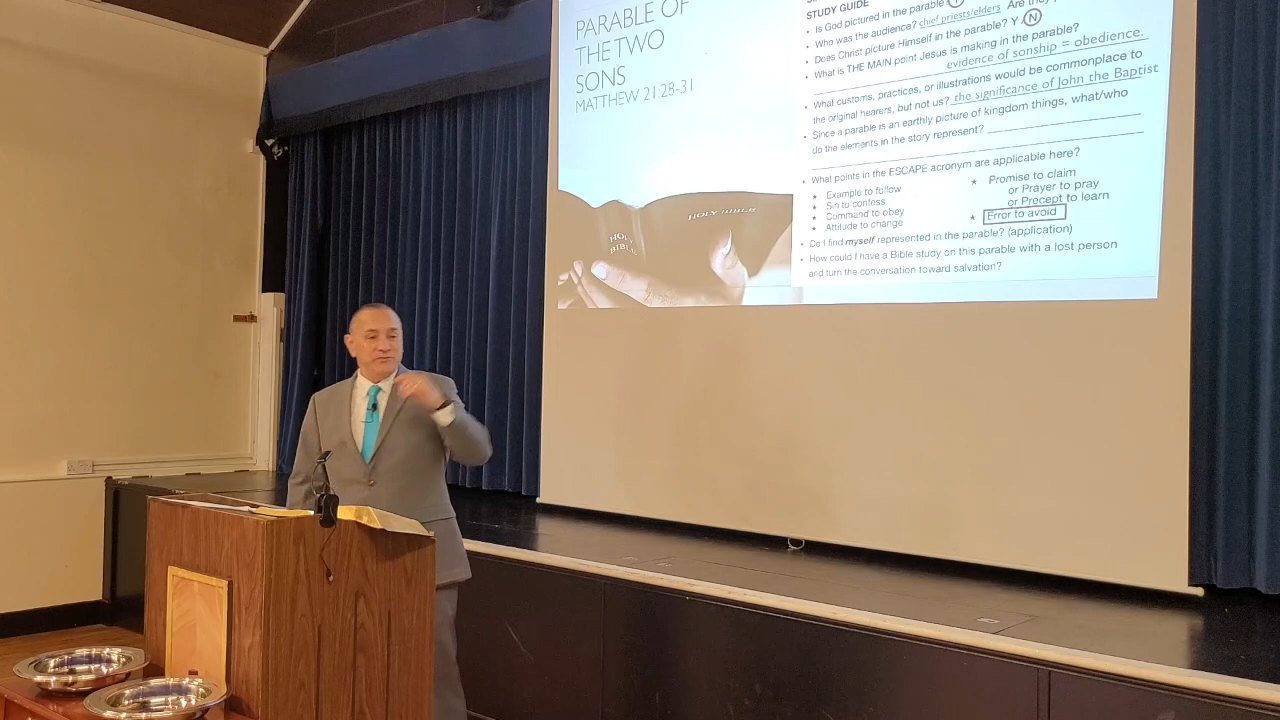 PARABLE OF
THE TWO
SONS
MATTHEW 21:28-31
STUDY GUIDE
• Is God pictured in the parable
• Who was the audience? chief priests/elders Are they
• Does Christ picture Himself in the parable? Y N
• What is THE MAIN point Jesus is making in the parable?
evidence of sonship = obedience.
• What customs, practices, or illustrations would be commonplace to
the original hearers, but not us? the significance of John the Baptist
• Since a parable is an earthly picture of kingdom things, what/who
do the elements in the story represent?
• What points in the ESCAPE acronym are applicable here?
★ Example to follow
★ Sin to confess
★ Command to obey
★ Attitude to change
★ Promise to claim
or Prayer to pray
or Precept to learn
★ Error to avoid
• Do I find myself represented in the parable? (application)
• How could I have a Bible study on this parable with a lost person
and turn the conversation toward salvation?
HOLY BIBLE
HOLY
BIBLE